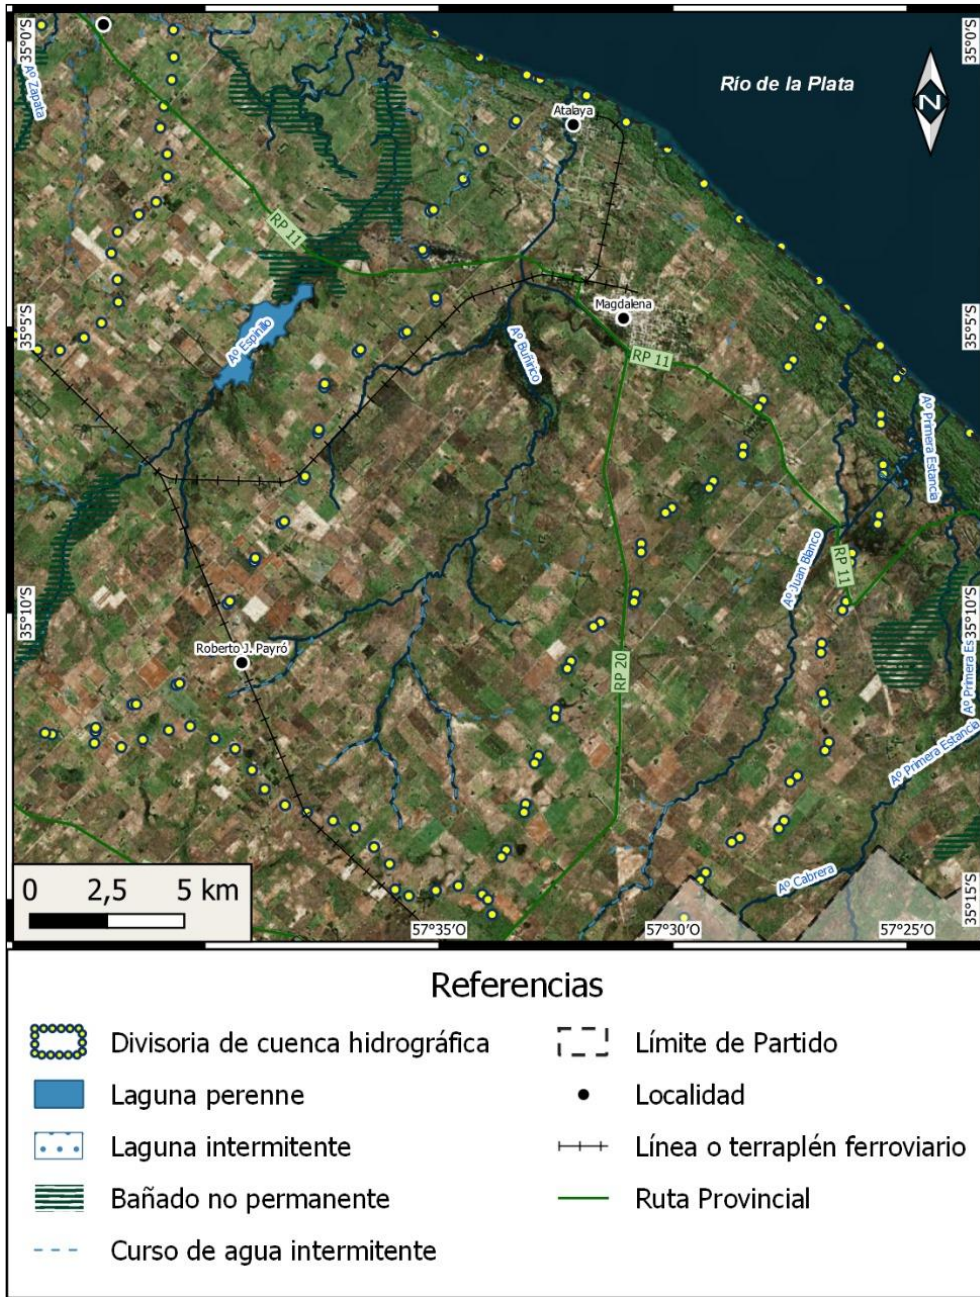 35°0'S
35°0'S
Río de la Plata
Aº Zapata
Atalaya
N
RP 11
Magdalena
35°5'S
35°5'S
Aº Espinillo
Aº Buñirico
RP 11
Aº Primera Estancia
Aº Juan Blanco
RP 11
35°10'S
35°10'S
Roberto J. Payró
RP 20
Aº Primera Es
Aº Primera Estancia
Aº Cabrera
35°15'S
0 2,5 5 km
57°35'O
57°30'O
57°25'O
Referencias
Divisoria de cuenca hidrográfica
Límite de Partido
Laguna perenne
Localidad
Laguna intermitente
Línea o terraplén ferroviario
Bañado no permanente
Ruta Provincial
Curso de agua intermitente